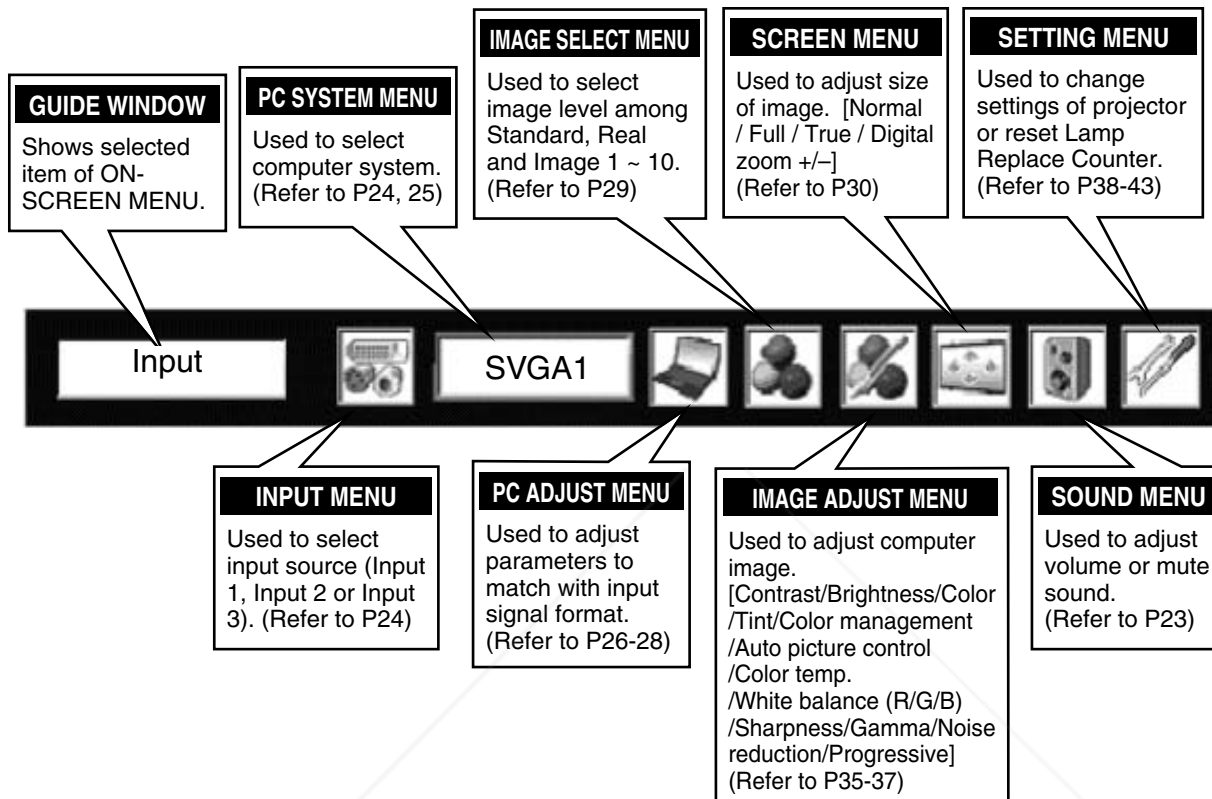 GUIDE WINDOW
Shows selected
item of ON-
SCREEN MENU.
PC SYSTEM MENU
Used to select
computer system.
(Refer to P24, 25)
IMAGE SELECT MENU
Used to select
image level among
Standard, Real
and Image 1 ~ 10.
(Refer to P29)
SCREEN MENU
Used to adjust size
of image.  [Normal
/ Full / True / Digital
zoom +/–]
(Refer to P30)
SETTING MENU
Used to change
settings of projector
or reset Lamp
Replace Counter.
(Refer to P38-43)
Input
SVGA1
INPUT MENU
Used to select
input source (Input
1, Input 2 or Input
3). (Refer to P24)
PC ADJUST MENU
Used to adjust
parameters to
match with input
signal format.
(Refer to P26-28)
IMAGE ADJUST MENU
Used to adjust computer
image.
[Contrast/Brightness/Color
/Tint/Color management
/Auto picture control
/Color temp.
/White balance (R/G/B)
/Sharpness/Gamma/Noise
reduction/Progressive]
(Refer to P35-37)
SOUND MENU
Used to adjust
volume or mute
sound.
(Refer to P23)